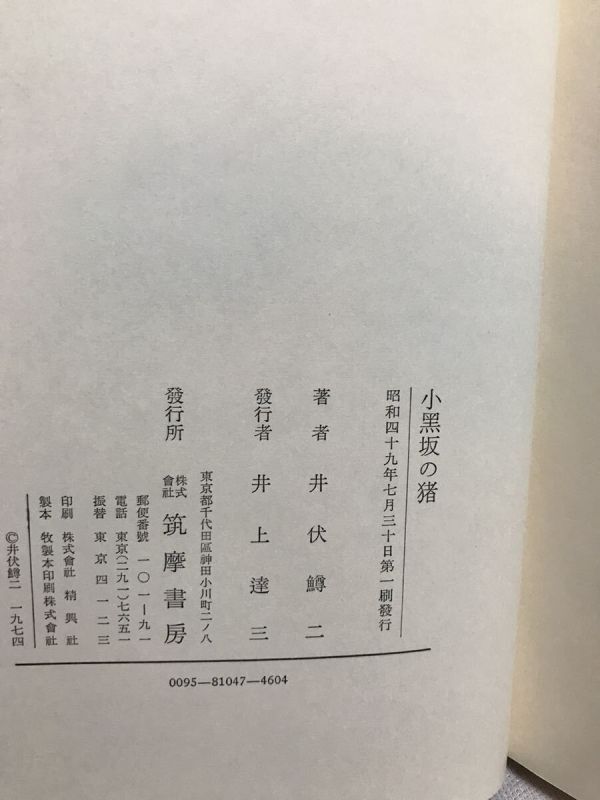 小黑坂の猪
昭和四十九年七月三十日第一刷發行
著者 井伏鱒二
發行者 井上達三
東京都千代田區神田小川町二ノ八
發行所 株式會社 筑摩書房
郵便番號 一〇一―九一
電話 東京(二九一)七六五一
振替 東京四一二三
印刷 株式會社 精興社
製本 牧製本印刷株式會社
©井伏鱒二 一九七四
0095—81047—4604